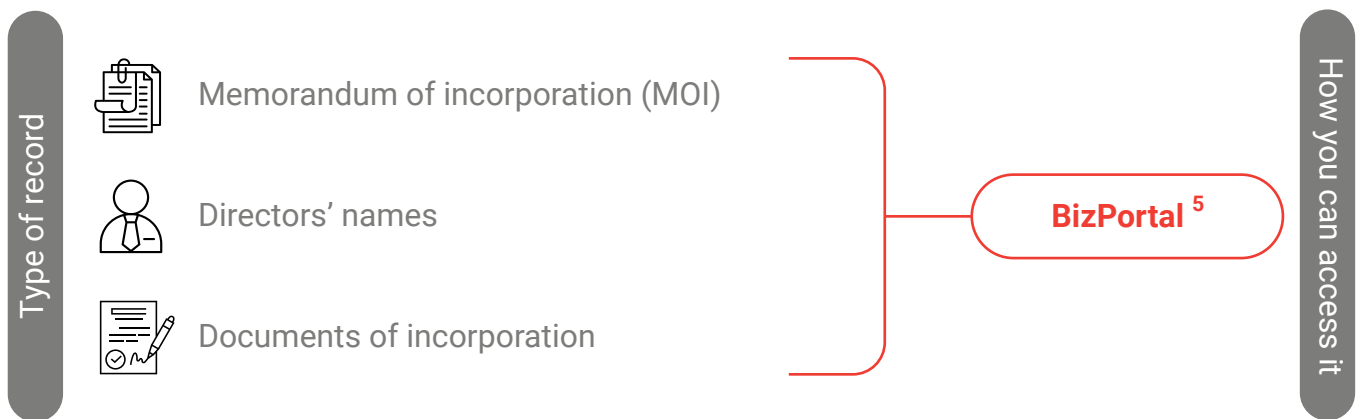 Type of record
Memorandum of incorporation (MOI)
Directors’ names
Documents of incorporation
BizPortal 5
How you can access it